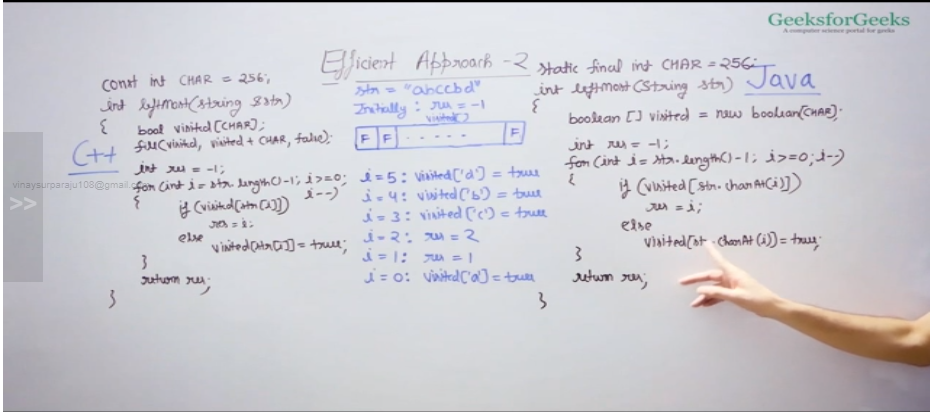 GeeksforGeeks
A computer science portal for geeks
Efficient Approach -2
const int CHAR = 256;
int leftMost(string &str)
{
bool visited[CHAR];
fill(visited, visited + CHAR, false);
C++
int res = -1;
for(int i = str.length()-1; i>=0; i--)
{
if (visited[str[i]])
res = i;
else
visited[str[i]] = true;
}
return res;
}
str = "abccbd"
Initially : res = -1
visited[]
F F ..... F
i = 5 : visited['d'] = true
i = 4 : visited['b'] = true
i = 3 : visited['c'] = true
i = 2 : res = 2
i = 1 : res = 1
i = 0 : visited['a'] = true
static final int CHAR = 256;
Java
int leftMost(String str)
{
boolean [] visited = new boolean[CHAR];
int res = -1;
for(int i = str.length()-1; i>=0; i--)
{
if (visited[str.charAt(i)])
res = i;
else
visited[st.charAt(i)] = true;
}
return res;
}
vinaysurparaju108@gmail.c
>>